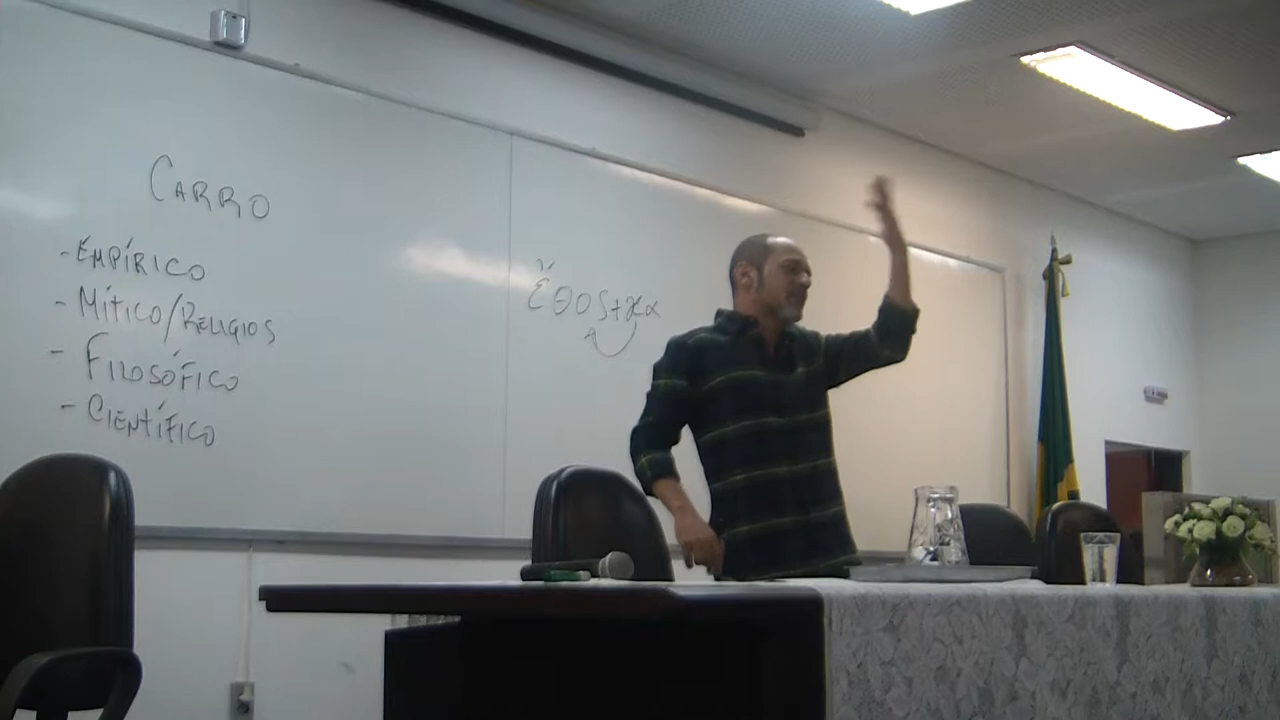 CARRO
- EMPÍRICO
- MÍTICO/RELIGIOS
- FILOSÓFICO
- CIENTÍFICO